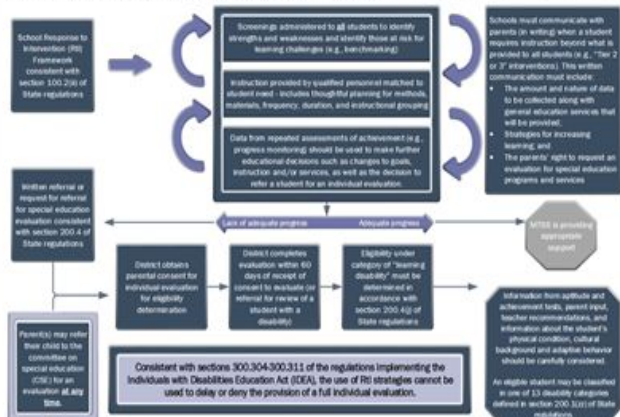 School Response to
Intervention (RtI)
Framework
consistent with
section 100.2(ii) of
State regulations
Screenings administered to all students to identify
strengths and weaknesses and identify those at risk for
learning challenges (e.g., benchmarking)
Instruction provided by qualified personnel matched to
student need - includes thoughtful planning for methods,
materials, frequency, duration, and instructional grouping
Data from repeated assessments of achievement (e.g.,
progress monitoring) should be used to make further
educational decisions such as changes to goals,
instruction and/or services, as well as the decision to
refer a student for an individual evaluation.
Schools must communicate with
parents (in writing) when a student
requires instruction beyond what is
provided to all students (e.g., "Tier 2
or 3" interventions). This written
communication must include:
• The amount and nature of data
to be collected along with
general education services that
will be provided;
• Strategies for increasing
learning; and
• The parents' right to request an
evaluation for special education
programs and services
Lack of adequate progress
Adequate progress
MTSS is providing
appropriate
support
Written referral or
request for referral
for special education
evaluation consistent
with section 200.4 of
State regulations
District obtains
parental consent for
individual evaluation
for eligibility
determination
District completes
evaluation within 60
days of receipt of
consent to evaluate (or
referral for review of a
student with a
disability)
Eligibility under
category of "learning
disability" must be
determined in
accordance with
section 200.4(j) of
State regulations
Parent(s) may refer
their child to the
committee on
special education
(CSE) for an
evaluation at any
time.
Consistent with sections 300.304-300.311 of the regulations implementing the
Individuals with Disabilities Education Act (IDEA), the use of RtI strategies cannot be
used to delay or deny the provision of a full individual evaluation.
Information from aptitude and
achievement tests, parent input,
teacher recommendations, and
information about the student's
physical condition, cultural
background and adaptive behavior
should be carefully considered.
An eligible student may be classified
in one of 13 disability categories
defined in section 200.1(zz) of State
regulations.